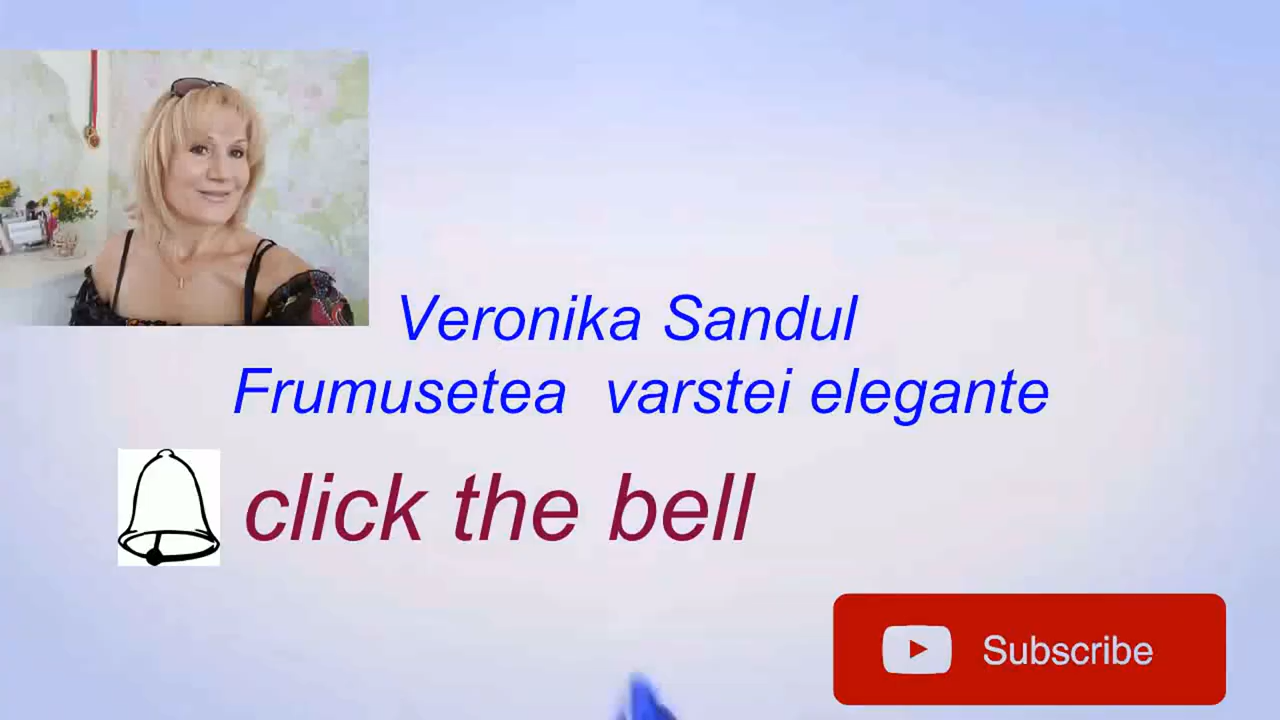 Veronika Sandul
Frumusetea varstei elegante
click the bell
Subscribe